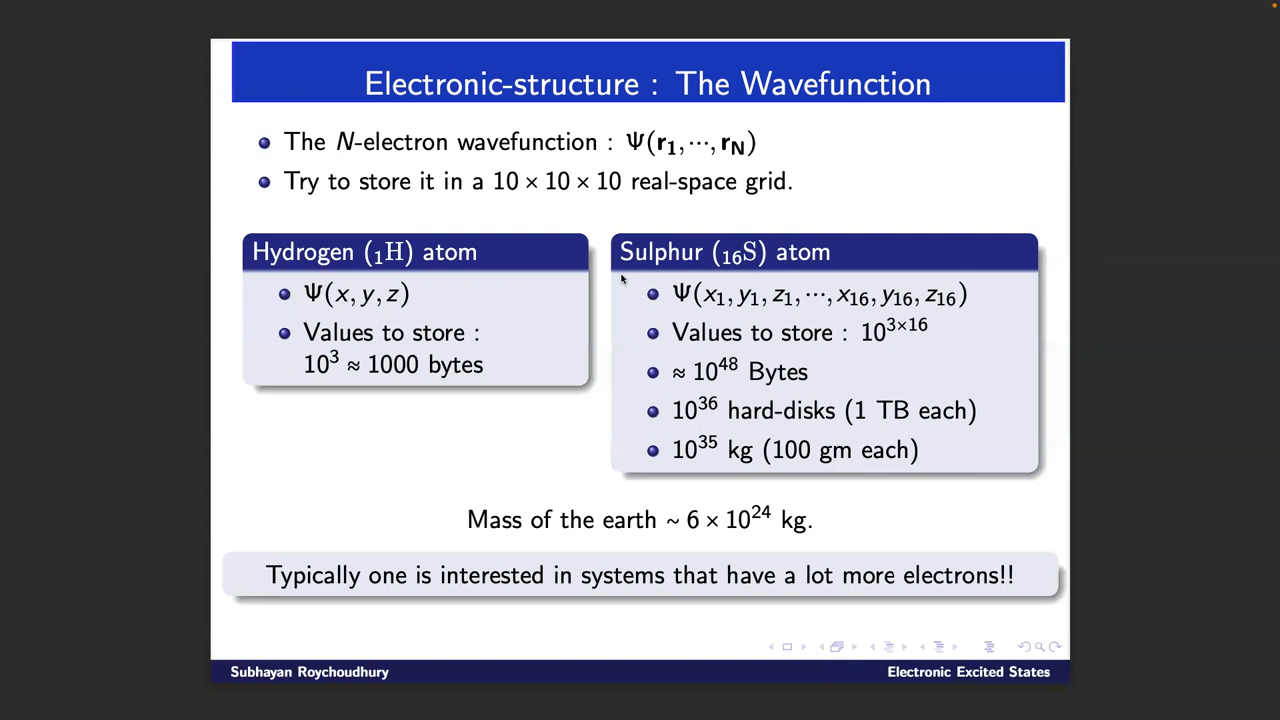 Electronic-structure : The Wavefunction
The N-electron wavefunction : Ψ(r₁,···,r_N)
Try to store it in a 10 × 10 × 10 real-space grid.
Hydrogen (₁H) atom
Ψ(x, y, z)
Values to store :
10³ ≈ 1000 bytes
Sulphur (₁₆S) atom
Ψ(x₁, y₁, z₁, ···, x₁₆, y₁₆, z₁₆)
Values to store : 10³ˣ¹⁶
≈ 10⁴⁸ Bytes
10³⁶ hard-disks (1 TB each)
10³⁵ kg (100 gm each)
Mass of the earth ~ 6 × 10²⁴ kg.
Typically one is interested in systems that have a lot more electrons!!
Subhayan Roychoudhury
Electronic Excited States